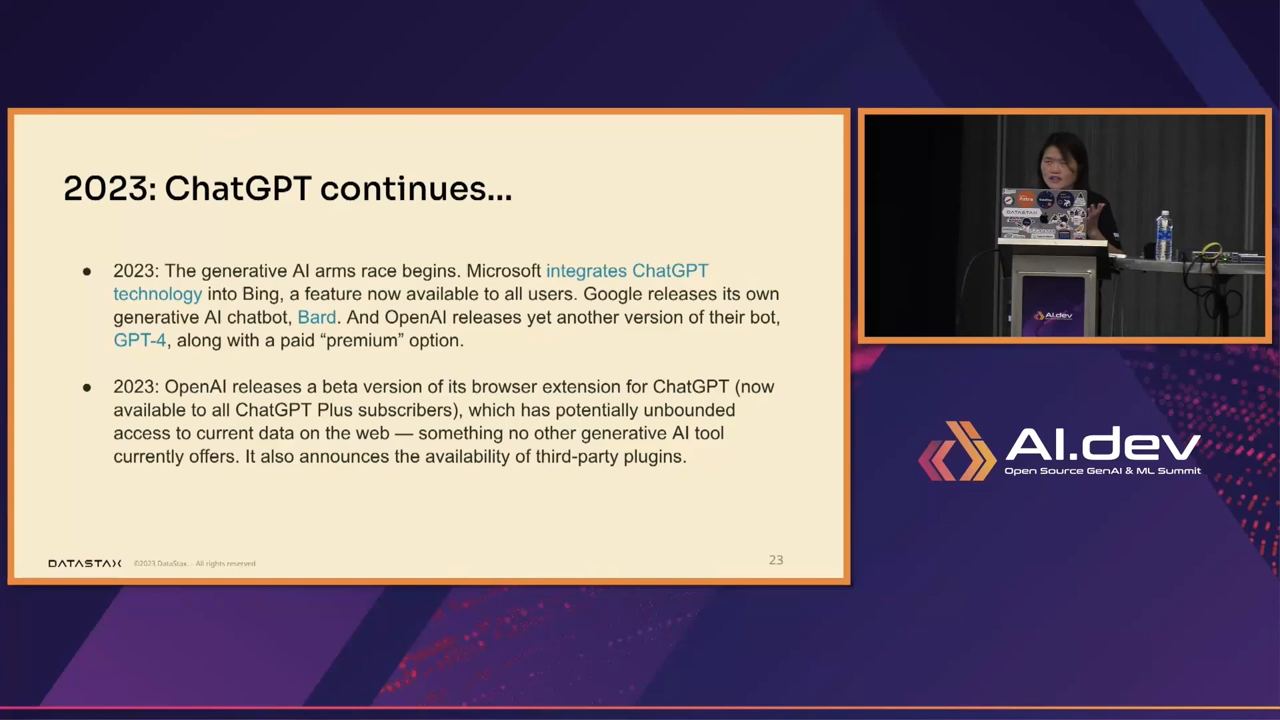 2023: ChatGPT continues...
● 2023: The generative AI arms race begins. Microsoft integrates ChatGPT
technology into Bing, a feature now available to all users. Google releases its own
generative AI chatbot, Bard. And OpenAI releases yet another version of their bot,
GPT-4, along with a paid “premium” option.
● 2023: OpenAI releases a beta version of its browser extension for ChatGPT (now
available to all ChatGPT Plus subscribers), which has potentially unbounded
access to current data on the web — something no other generative AI tool
currently offers. It also announces the availability of third-party plugins.
DATASTAX ©2023 DataStax. – All rights reserved
23
DATASTAX
AI.dev
AI.dev
Open Source GenAI & ML Summit